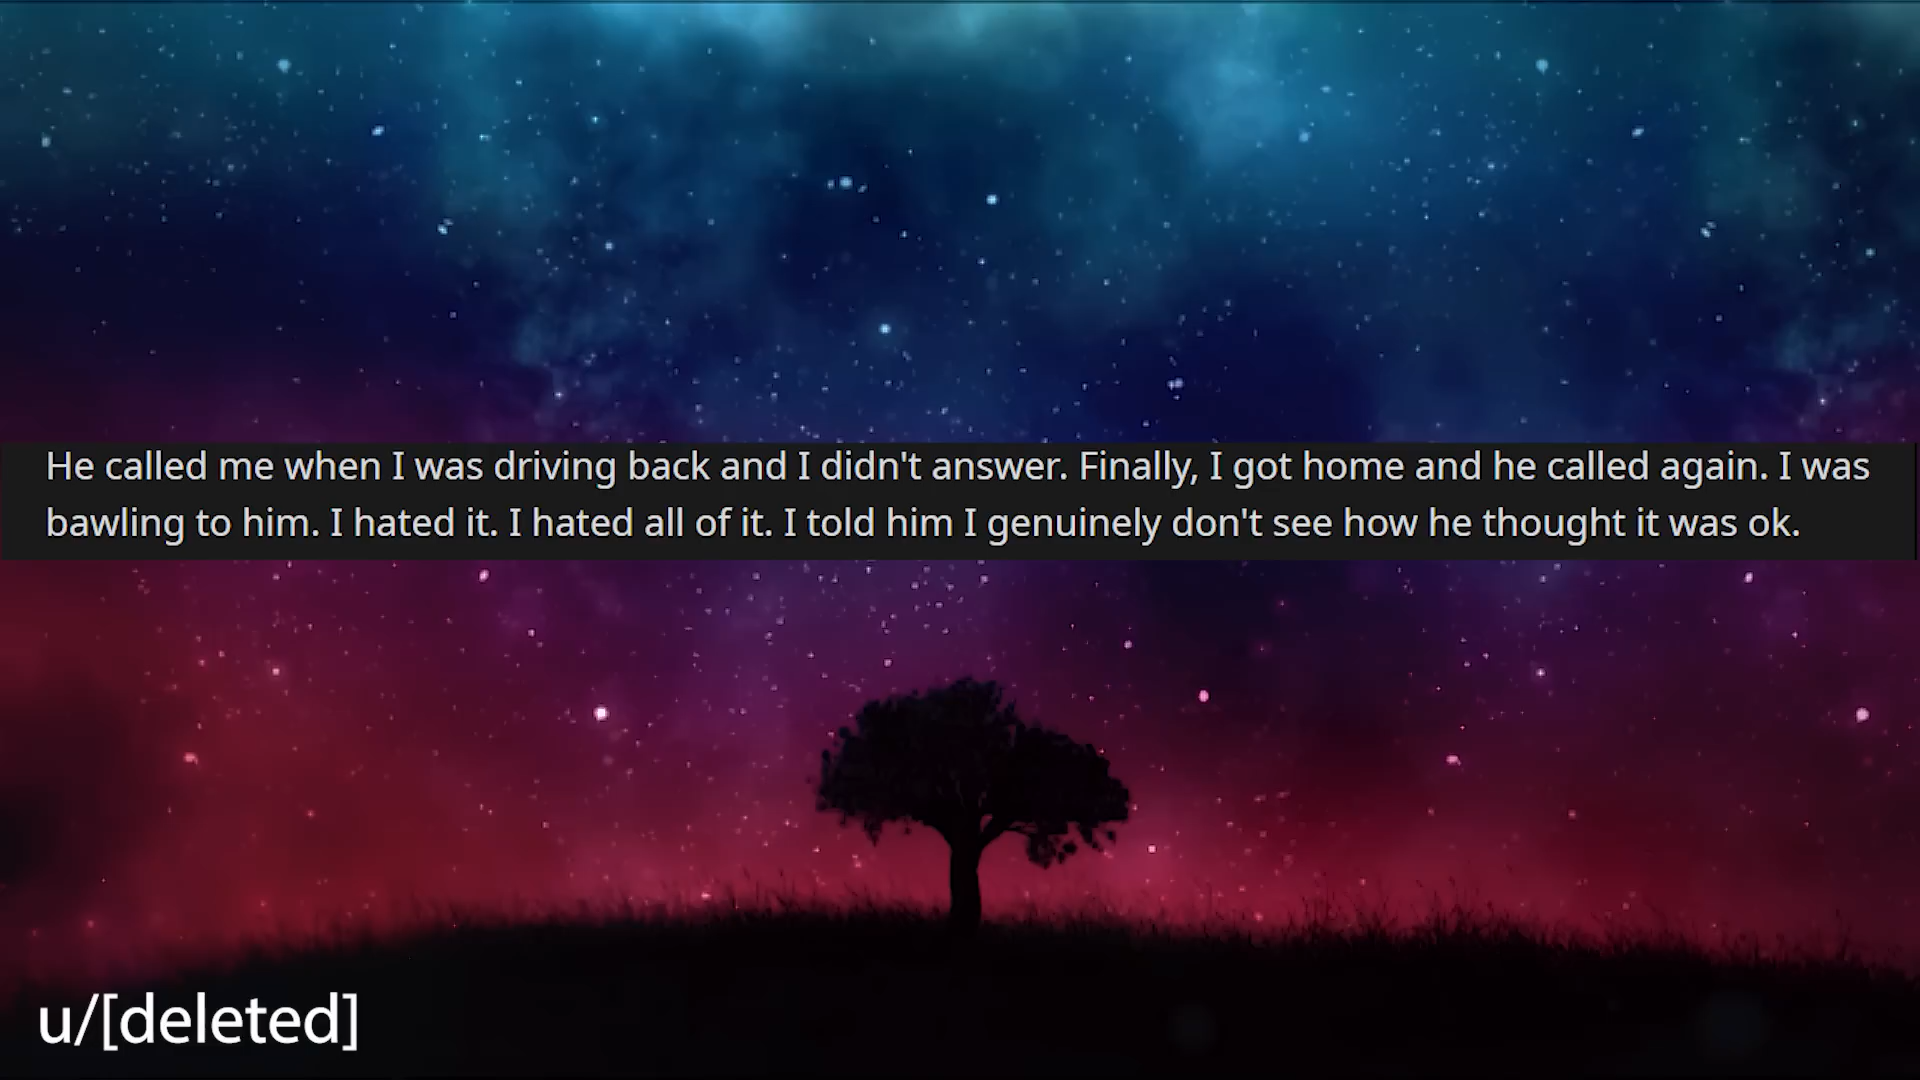 He called me when I was driving back and I didn't answer. Finally, I got home and he called again. I was
bawling to him. I hated it. I hated all of it. I told him I genuinely don't see how he thought it was ok.
u/[deleted]